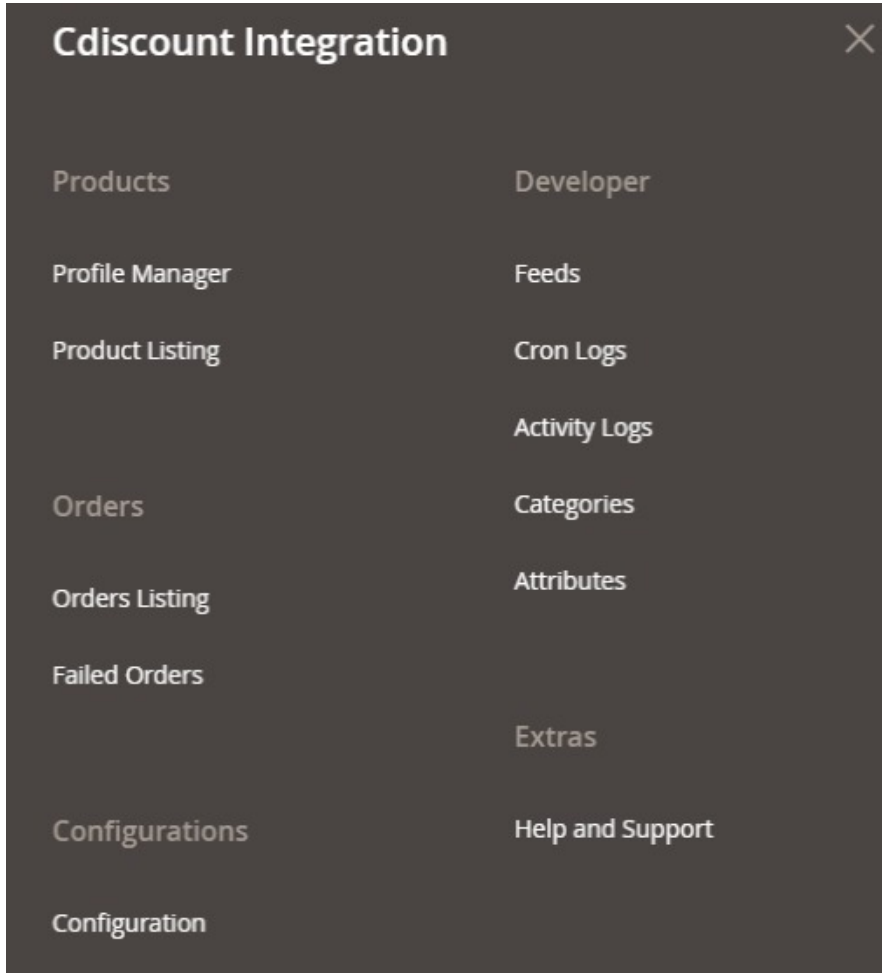 Cdiscount Integration
Products
Profile Manager
Product Listing
Orders
Orders Listing
Failed Orders
Configurations
Configuration
Developer
Feeds
Cron Logs
Activity Logs
Categories
Attributes
Extras
Help and Support